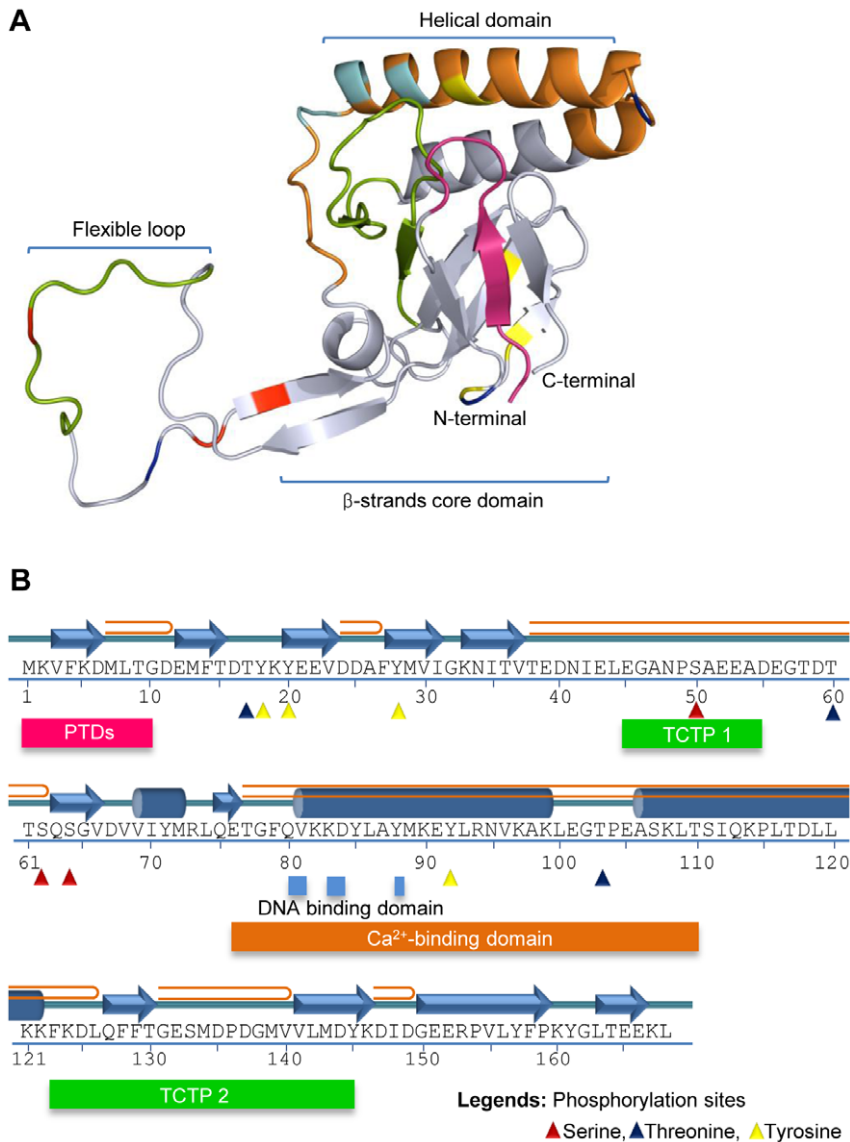 A
Helical domain
Flexible loop
C-terminal
N-terminal
β-strands core domain
B
MKVFKDMLTGDEMFTDTYKYEEVDDAFYMVIGKNITVTEDNIELEGANPSAEEADEGTDT
1 10 20 30 40 50 60
PTDs TCTP 1
TSQSGVDVVIYMRLQETGFQVKKDYLAYMKEYLRNVKAKLEGTPEASKLTSIQKPLTDLL
61 70 80 90 100 110 120
DNA binding domain
Ca²⁺-binding domain
KKFKDLQFFTGESMDPDGMVVLMDYKDIDGEERPVLYFPKYGLTEEKL
121 130 140 150 160
TCTP 2
Legends: Phosphorylation sites
Serine, Threonine, Tyrosine